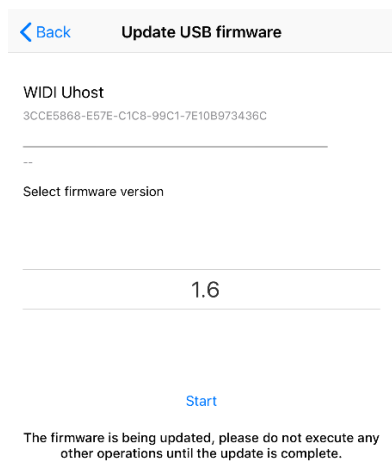 Back
Update USB firmware
WIDI Uhost
3CCE5868-E57E-C1C8-99C1-7E10B973436C
--
Select firmware version
1.6
Start
The firmware is being updated, please do not execute any
other operations until the update is complete.